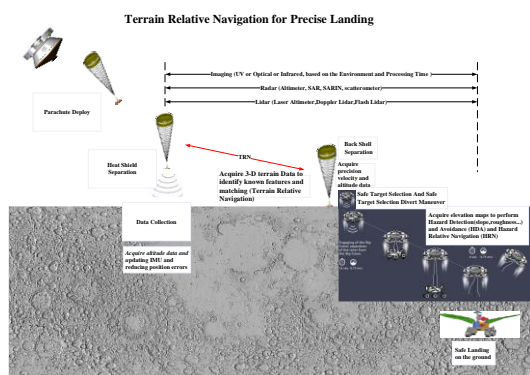 Terrain Relative Navigation for Precise Landing
Imaging (UV or Optical or Infrared, based on the Environment and Processing Time )
Radar (Altimeter, SAR, SARIN, scatterometer)
Lidar (Laser Altimeter,Doppler Lidar,Flash Lidar)
Parachute Deploy
Heat Shield
Separation
TRN
Acquire 3-D terrain Data to
identify known features and
matching (Terrain Relative
Navigation)
Back Shell
Separation
Acquire
precision
velocity and
altitude data
Safe Target Selection And Safe
Target Selection Divert Maneuver
Data Collection
Acquire altitude data and
updating IMU and
reducing position errors
Acquire elevation maps to perform
Hazard Detection(slope,roughness...)
and Avoidance (HDA) and Hazard
Relative Navigation (HRN)
Safe Landing
on the ground